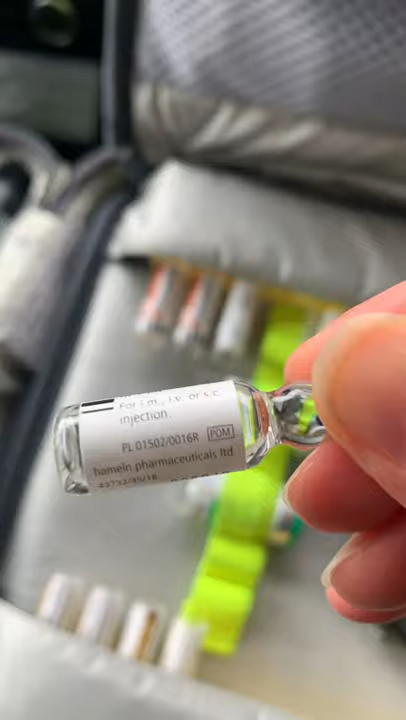 For i.m., i.v. or s.c.
injection.
PL 01502/0016R POM
hameln pharmaceuticals ltd